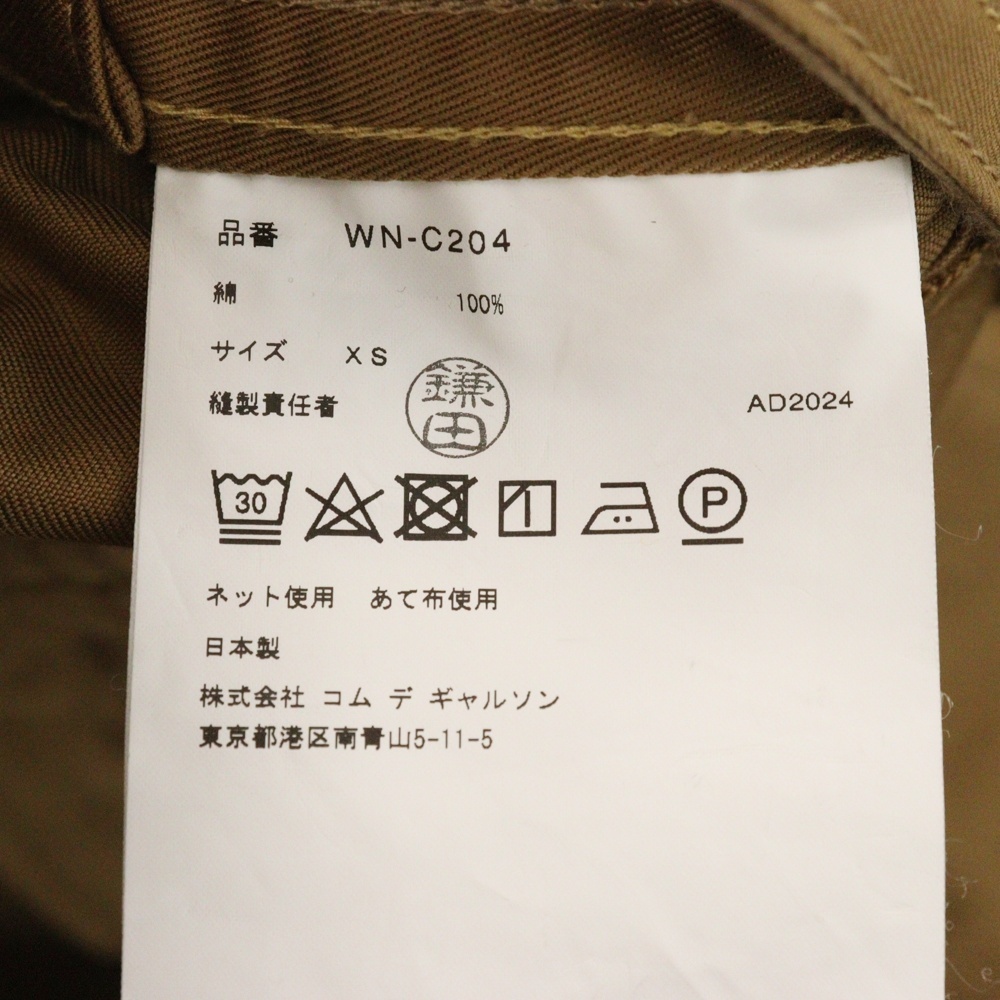 品番 WN-C204
綿 100%
サイズ XS
縫製責任者 鎌田 AD2024
30 P
ネット使用 あて布使用
日本製
株式会社 コム デ ギャルソン
東京都港区南青山5-11-5